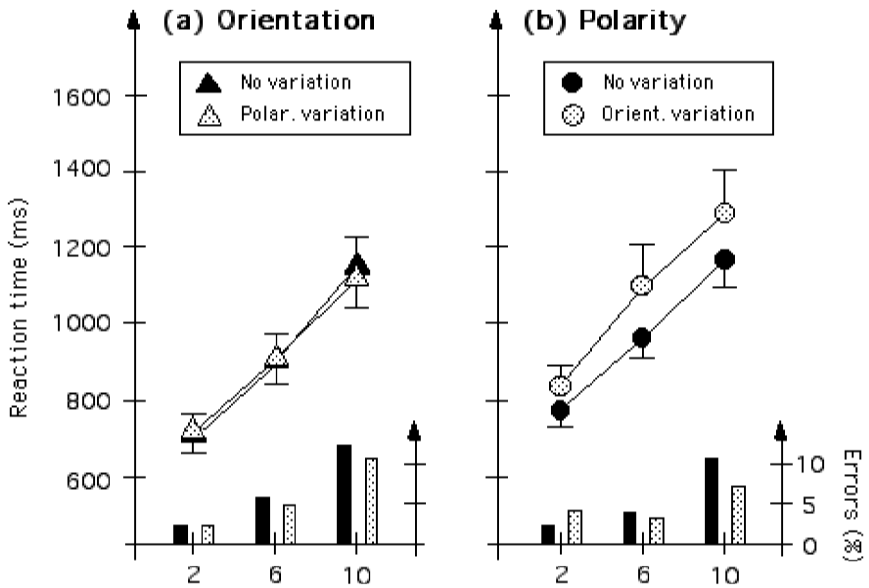 (a) Orientation
(b) Polarity
No variation
Polar. variation
No variation
Orient. variation
1600
1400
1200
1000
800
600
Reaction time (ms)
10
5
0
Errors (%)
2 6 10
2 6 10